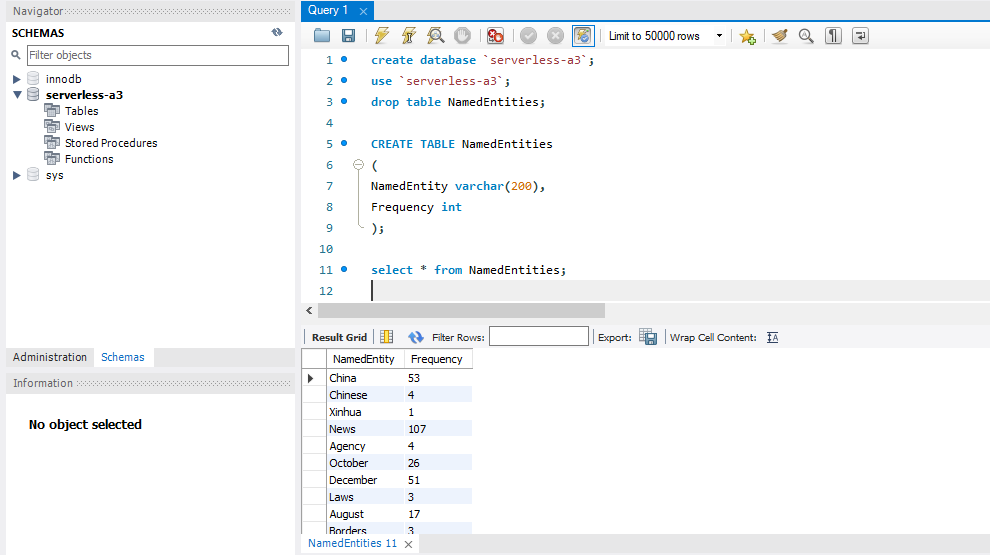 Navigator
SCHEMAS
Filter objects
innodb
serverless-a3
Tables
Views
Stored Procedures
Functions
sys
Administration Schemas
Information
No object selected
Query 1
Limit to 50000 rows
1 create database `serverless-a3`;
2 use `serverless-a3`;
3 drop table NamedEntities;
4
5 CREATE TABLE NamedEntities
6 (
7 NamedEntity varchar(200),
8 Frequency int
9 );
10
11 select * from NamedEntities;
12
Result Grid Filter Rows: Export: Wrap Cell Content:
NamedEntity Frequency
China 53
Chinese 4
Xinhua 1
News 107
Agency 4
October 26
December 51
Laws 3
August 17
Borders 3
NamedEntities 11